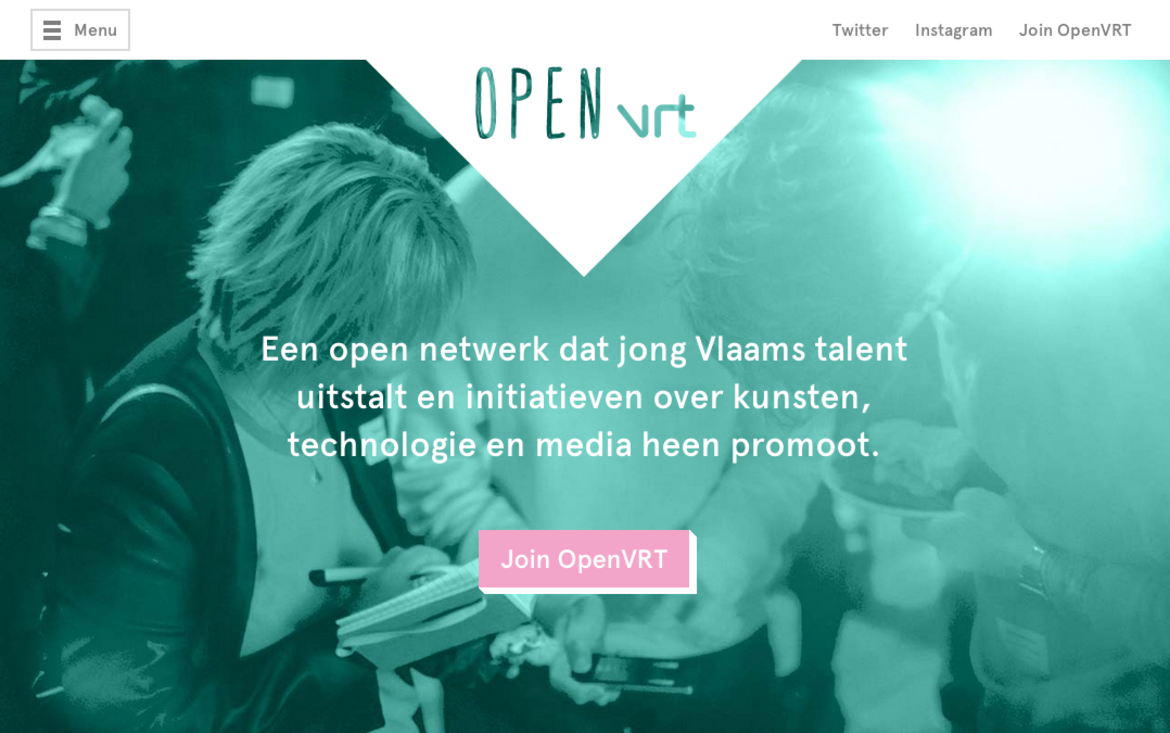 Menu
Twitter
Instagram
Join OpenVRT
OPEN vrt
Een open netwerk dat jong Vlaams talent
uitstalt en initiatieven over kunsten,
technologie en media heen promoot.
Join OpenVRT